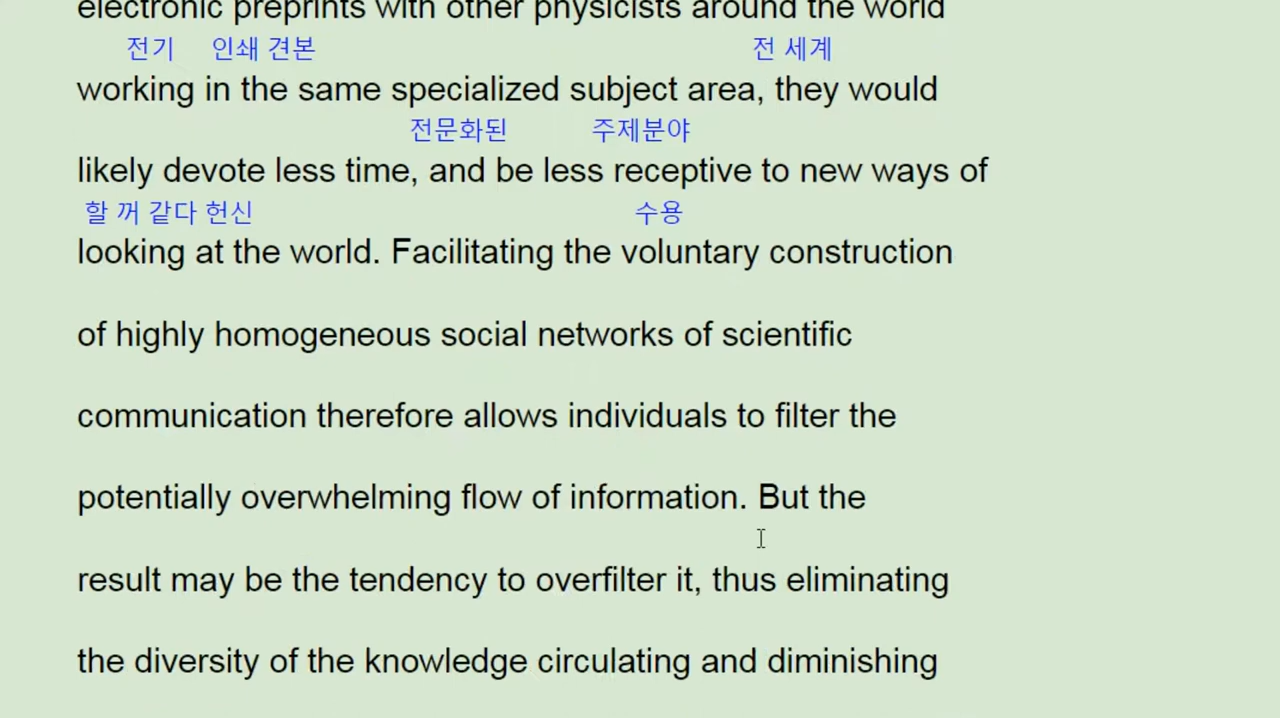 electronic preprints with other physicists around the world
전기 인쇄 견본 전 세계
working in the same specialized subject area, they would
전문화된 주제분야
likely devote less time, and be less receptive to new ways of
할 꺼 같다 헌신 수용
looking at the world. Facilitating the voluntary construction
of highly homogeneous social networks of scientific
communication therefore allows individuals to filter the
potentially overwhelming flow of information. But the
result may be the tendency to overfilter it, thus eliminating
the diversity of the knowledge circulating and diminishing